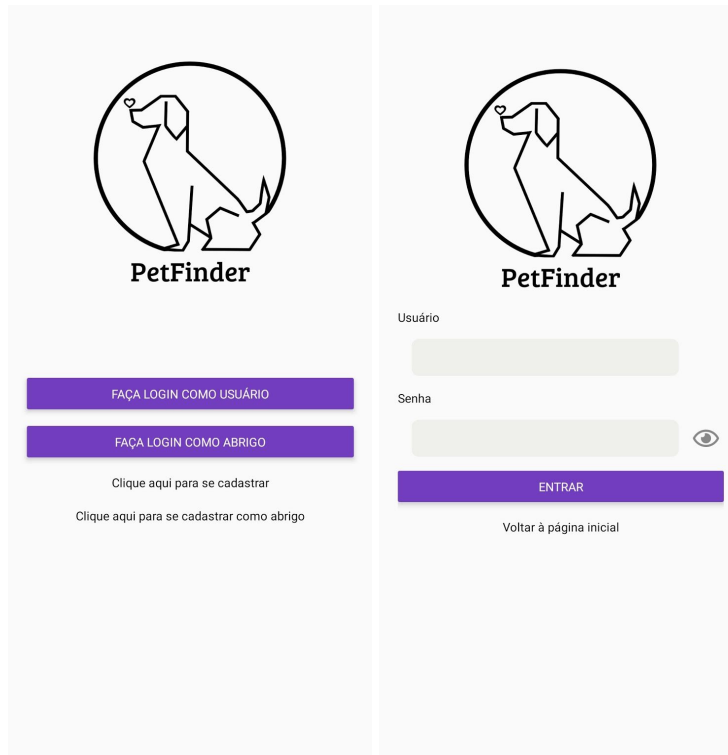 PetFinder
FAÇA LOGIN COMO USUÁRIO
FAÇA LOGIN COMO ABRIGO
Clique aqui para se cadastrar
Clique aqui para se cadastrar como abrigo
PetFinder
Usuário
Senha
ENTRAR
Voltar à página inicial